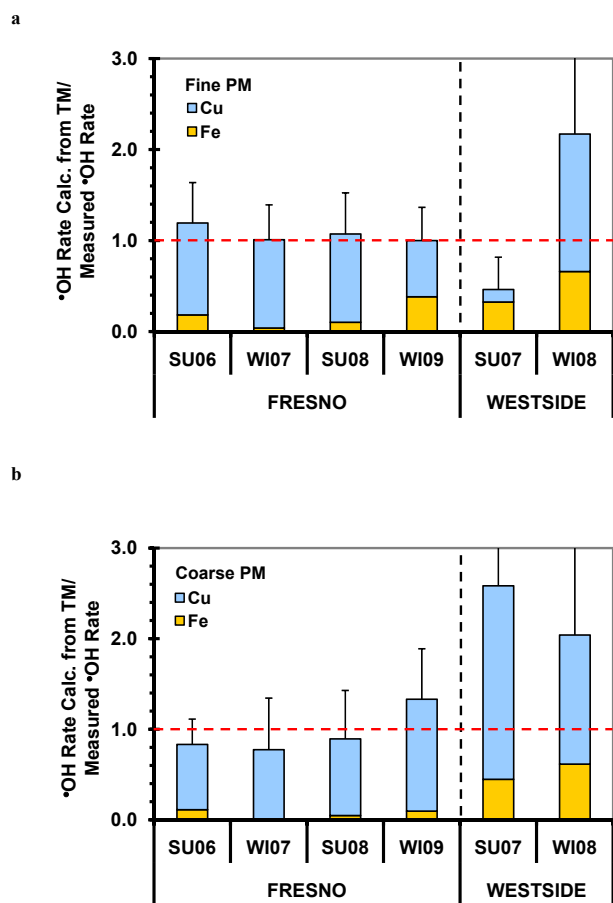 a
•OH Rate Calc. from TM/
Measured •OH Rate
3.0
2.0
1.0
0.0
Fine PM
Cu
Fe
SU06 WI07 SU08 WI09 SU07 WI08
FRESNO WESTSIDE
b
•OH Rate Calc. from TM/
Measured •OH Rate
3.0
2.0
1.0
0.0
Coarse PM
Cu
Fe
SU06 WI07 SU08 WI09 SU07 WI08
FRESNO WESTSIDE